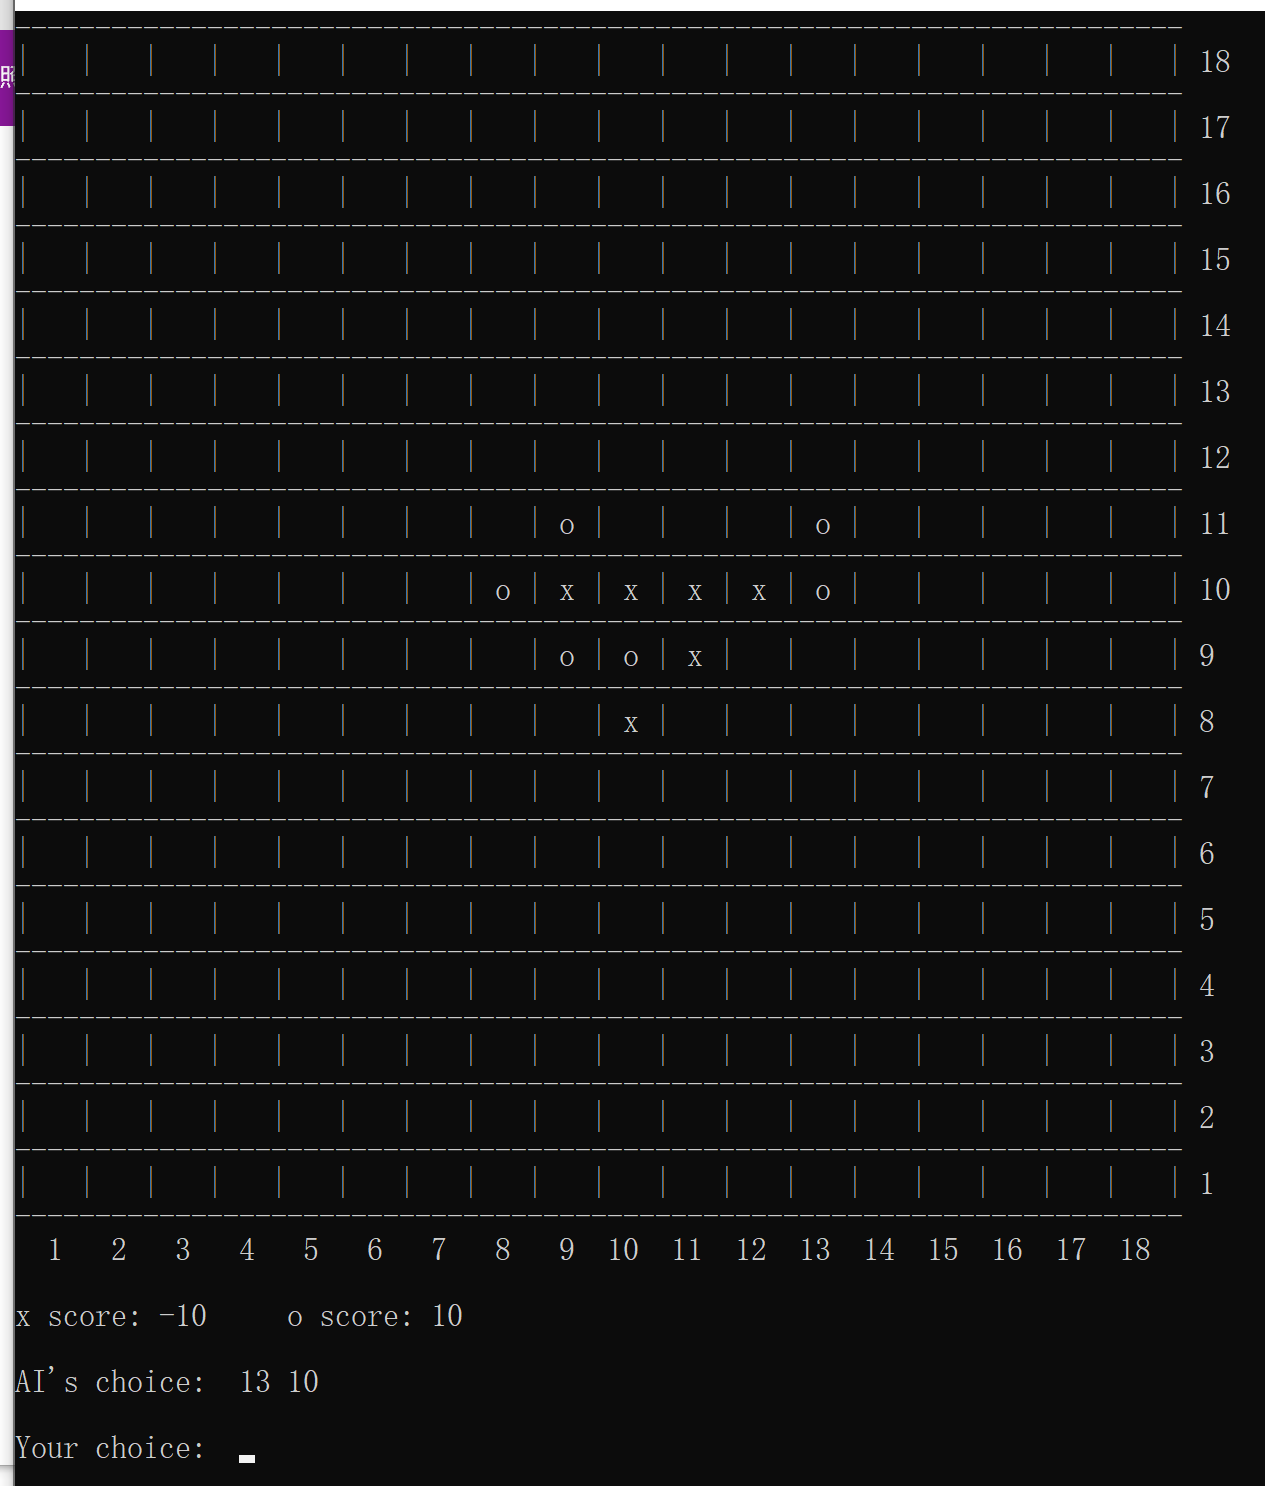 18
照
17
16
15
14
13
12
o o 11
o x x x x o 10
o o x 9
x 8
7
6
5
4
3
2
1
1 2 3 4 5 6 7 8 9 10 11 12 13 14 15 16 17 18
x score: -10 o score: 10
AI's choice: 13 10
Your choice: